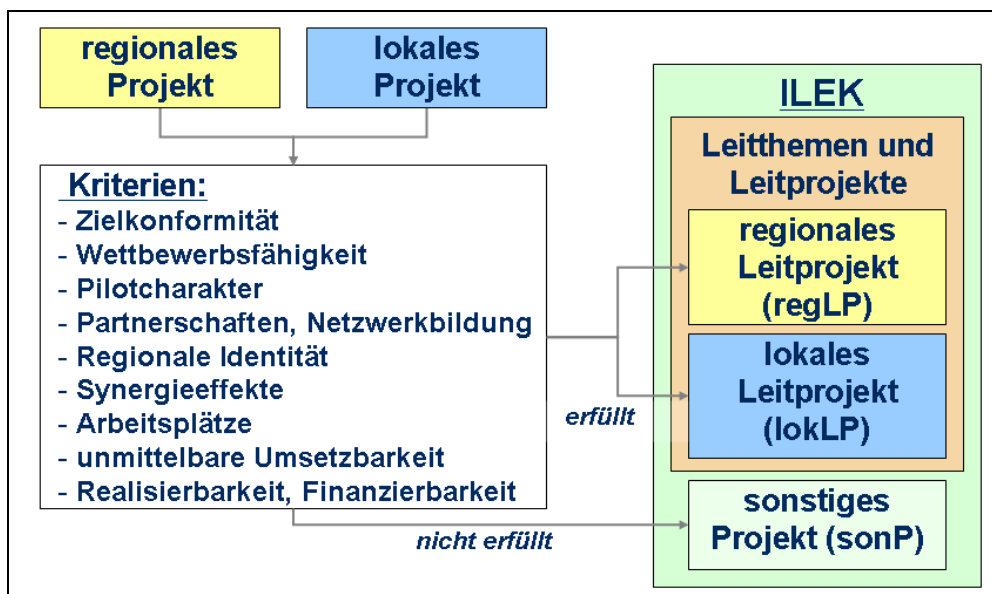 regionales
Projekt
lokales
Projekt
Kriterien:
- Zielkonformität
- Wettbewerbsfähigkeit
- Pilotcharakter
- Partnerschaften, Netzwerkbildung
- Regionale Identität
- Synergieeffekte
- Arbeitsplätze
- unmittelbare Umsetzbarkeit
- Realisierbarkeit, Finanzierbarkeit
erfüllt
nicht erfüllt
ILEK
Leitthemen und
Leitprojekte
regionales
Leitprojekt
(regLP)
lokales
Leitprojekt
(lokLP)
sonstiges
Projekt (sonP)